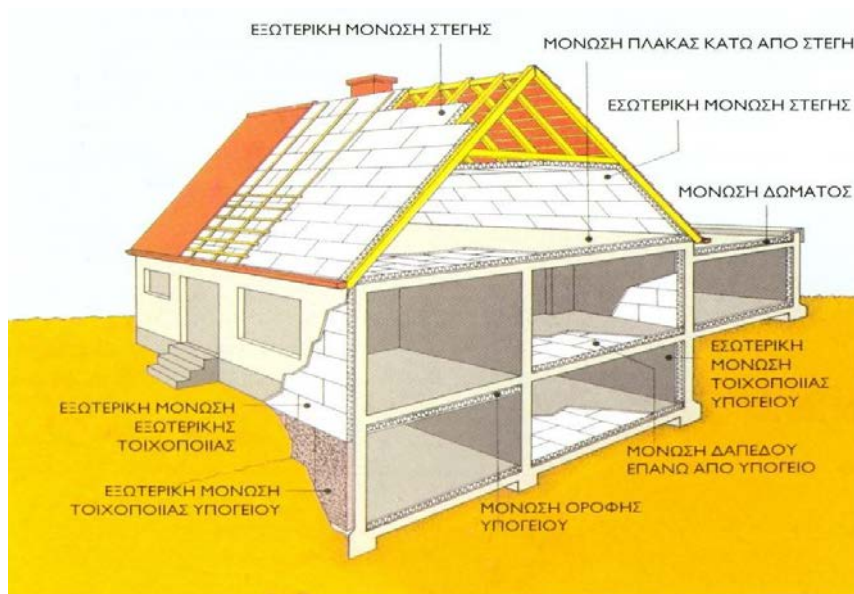 ΕΞΩΤΕΡΙΚΗ ΜΟΝΩΣΗ ΣΤΕΓΗΣ
ΜΟΝΩΣΗ ΠΛΑΚΑΣ ΚΑΤΩ ΑΠΟ ΣΤΕΓΗ
ΕΣΩΤΕΡΙΚΗ ΜΟΝΩΣΗ ΣΤΕΓΗΣ
ΜΟΝΩΣΗ ΔΩΜΑΤΟΣ
ΕΣΩΤΕΡΙΚΗ
ΜΟΝΩΣΗ
ΤΟΙΧΟΠΟΙΙΑΣ
ΥΠΟΓΕΙΟΥ
ΕΞΩΤΕΡΙΚΗ ΜΟΝΩΣΗ
ΕΞΩΤΕΡΙΚΗΣ
ΤΟΙΧΟΠΟΙΙΑΣ
ΜΟΝΩΣΗ ΔΑΠΕΔΟΥ
ΕΠΑΝΩ ΑΠΟ ΥΠΟΓΕΙΟ
ΕΞΩΤΕΡΙΚΗ ΜΟΝΩΣΗ
ΤΟΙΧΟΠΟΙΙΑΣ ΥΠΟΓΕΙΟΥ
ΜΟΝΩΣΗ ΟΡΟΦΗΣ
ΥΠΟΓΕΙΟΥ